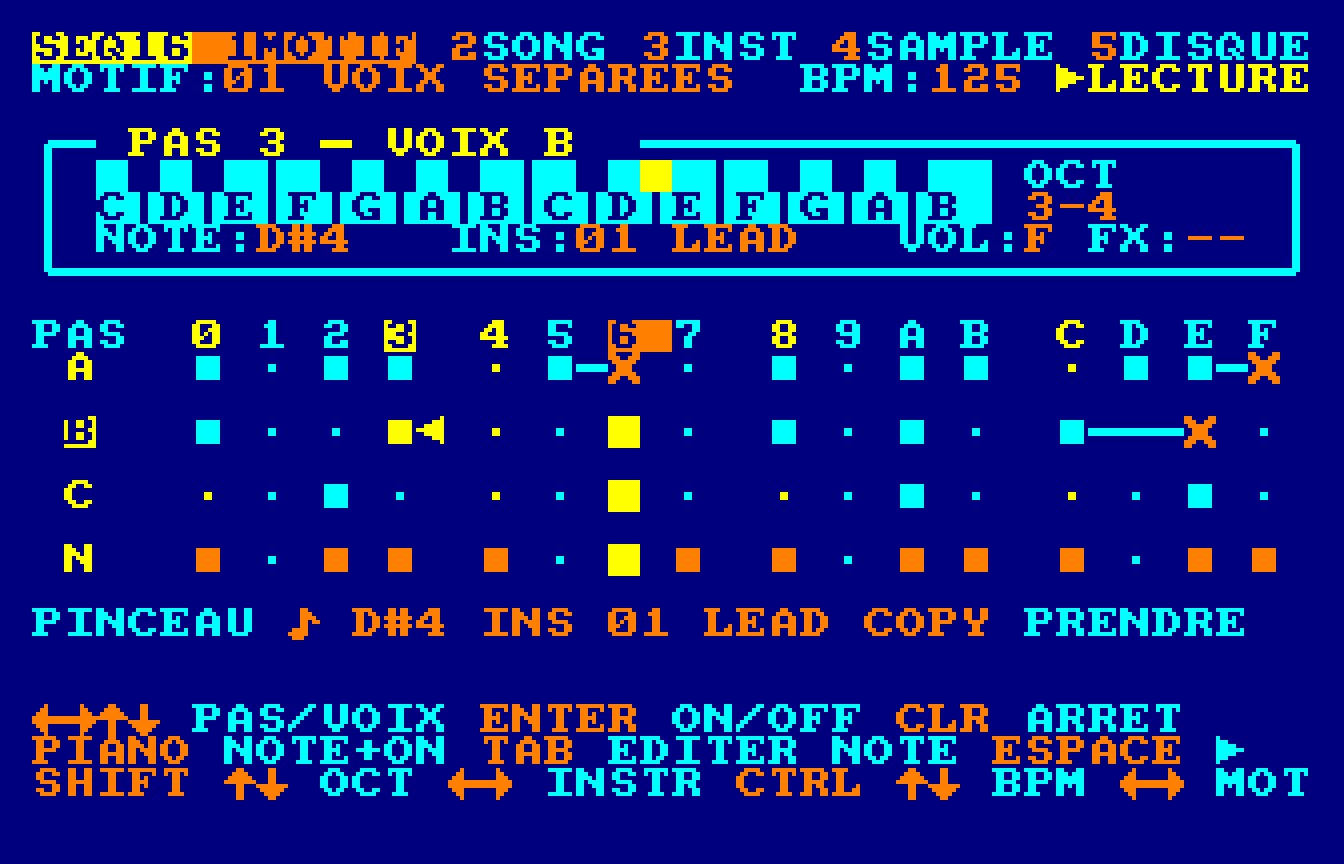 SEQ16 1MOTIF 2SONG 3INST 4SAMPLE 5DISQUE
MOTIF:01 VOIX SEPAREES BPM:125 ►LECTURE
PAS 3 — VOIX B
OCT
C D E F G A B C D E F G A B 3-4
NOTE:D#4 INS:01 LEAD VOL:F FX:--
PAS 0 1 2 3 4 5 6 7 8 9 A B C D E F
A
B
C
N
PINCEAU ♪ D#4 INS 01 LEAD COPY PRENDRE
↔↑↓ PAS/VOIX ENTER ON/OFF CLR ARRET
PIANO NOTE+ON TAB EDITER NOTE ESPACE ►
SHIFT ↑↓ OCT ↔ INSTR CTRL ↑↓ BPM ↔ MOT